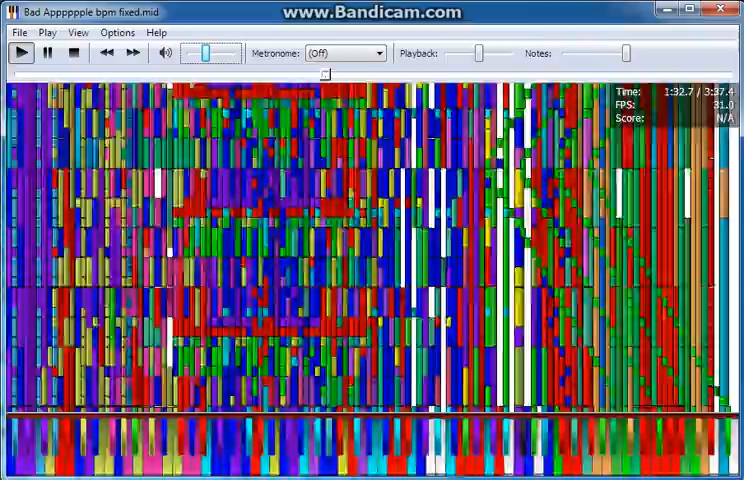 Bad Apppppple bpm fixed.mid
www.Bandicam.com
File Play View Options Help
Metronome: (Off) Playback: Notes:
Time: 1:32.7 / 3:37.4
FPS: 31.0
Score: N/A